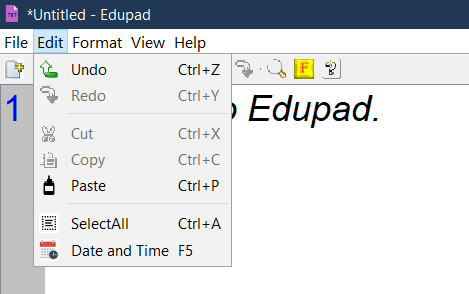 *Untitled - Edupad
File Edit Format View Help
Undo Ctrl+Z
Redo Ctrl+Y
Cut Ctrl+X
Copy Ctrl+C
Paste Ctrl+P
SelectAll Ctrl+A
Date and Time F5
1
Edupad.